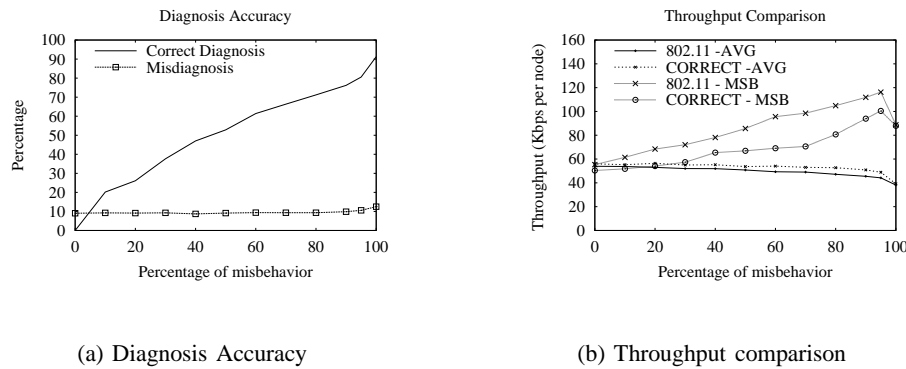 Diagnosis Accuracy
100
90
80
70
60
50
40
30
20
10
0
Percentage
Correct Diagnosis
Misdiagnosis
0 20 40 60 80 100
Percentage of misbehavior
(a) Diagnosis Accuracy
Throughput Comparison
160
140
120
100
80
60
40
20
0
Throughput (Kbps per node)
802.11 -AVG
CORRECT -AVG
802.11 - MSB
CORRECT - MSB
0 20 40 60 80 100
Percentage of misbehavior
(b) Throughput comparison